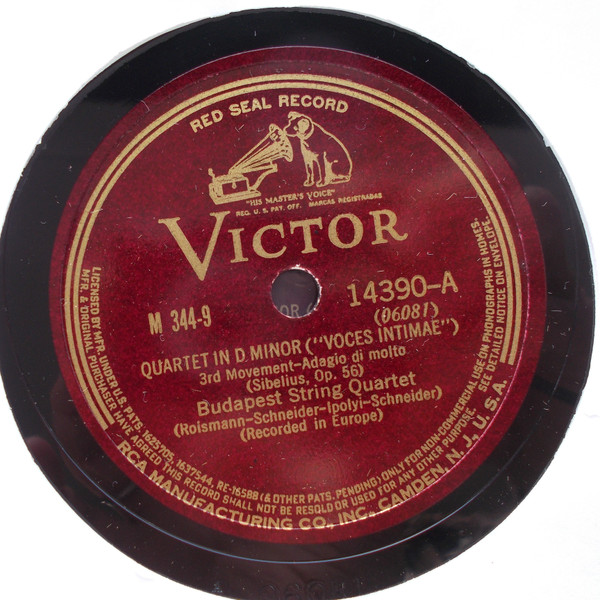 RED SEAL RECORD
"HIS MASTER'S VOICE"
REG. U. S. PAT. OFF. MARCAS REGISTRADAS
VICTOR
M 344-9
14390-A
(06081)
QUARTET IN D MINOR ("VOCES INTIMAE")
3rd Movement-Adagio di molto
(Sibelius, Op. 56)
Budapest String Quartet
(Roismann-Schneider-Ipolyi-Schneider)
(Recorded in Europe)
LICENSED BY MFR. UNDER U.S. PATS. 1625705, 1637544, RE-16588 (& OTHER PATS. PENDING) ONLY FOR NON-COMMERCIAL USE ON PHONOGRAPHS IN HOMES.
MFR. & ORIGINAL PURCHASER HAVE AGREED THIS RECORD SHALL NOT BE RESOLD OR USED FOR ANY OTHER PURPOSE. SEE DETAILED NOTICE ON ENVELOPE.
RCA MANUFACTURING CO., INC., CAMDEN, N. J., U. S. A.